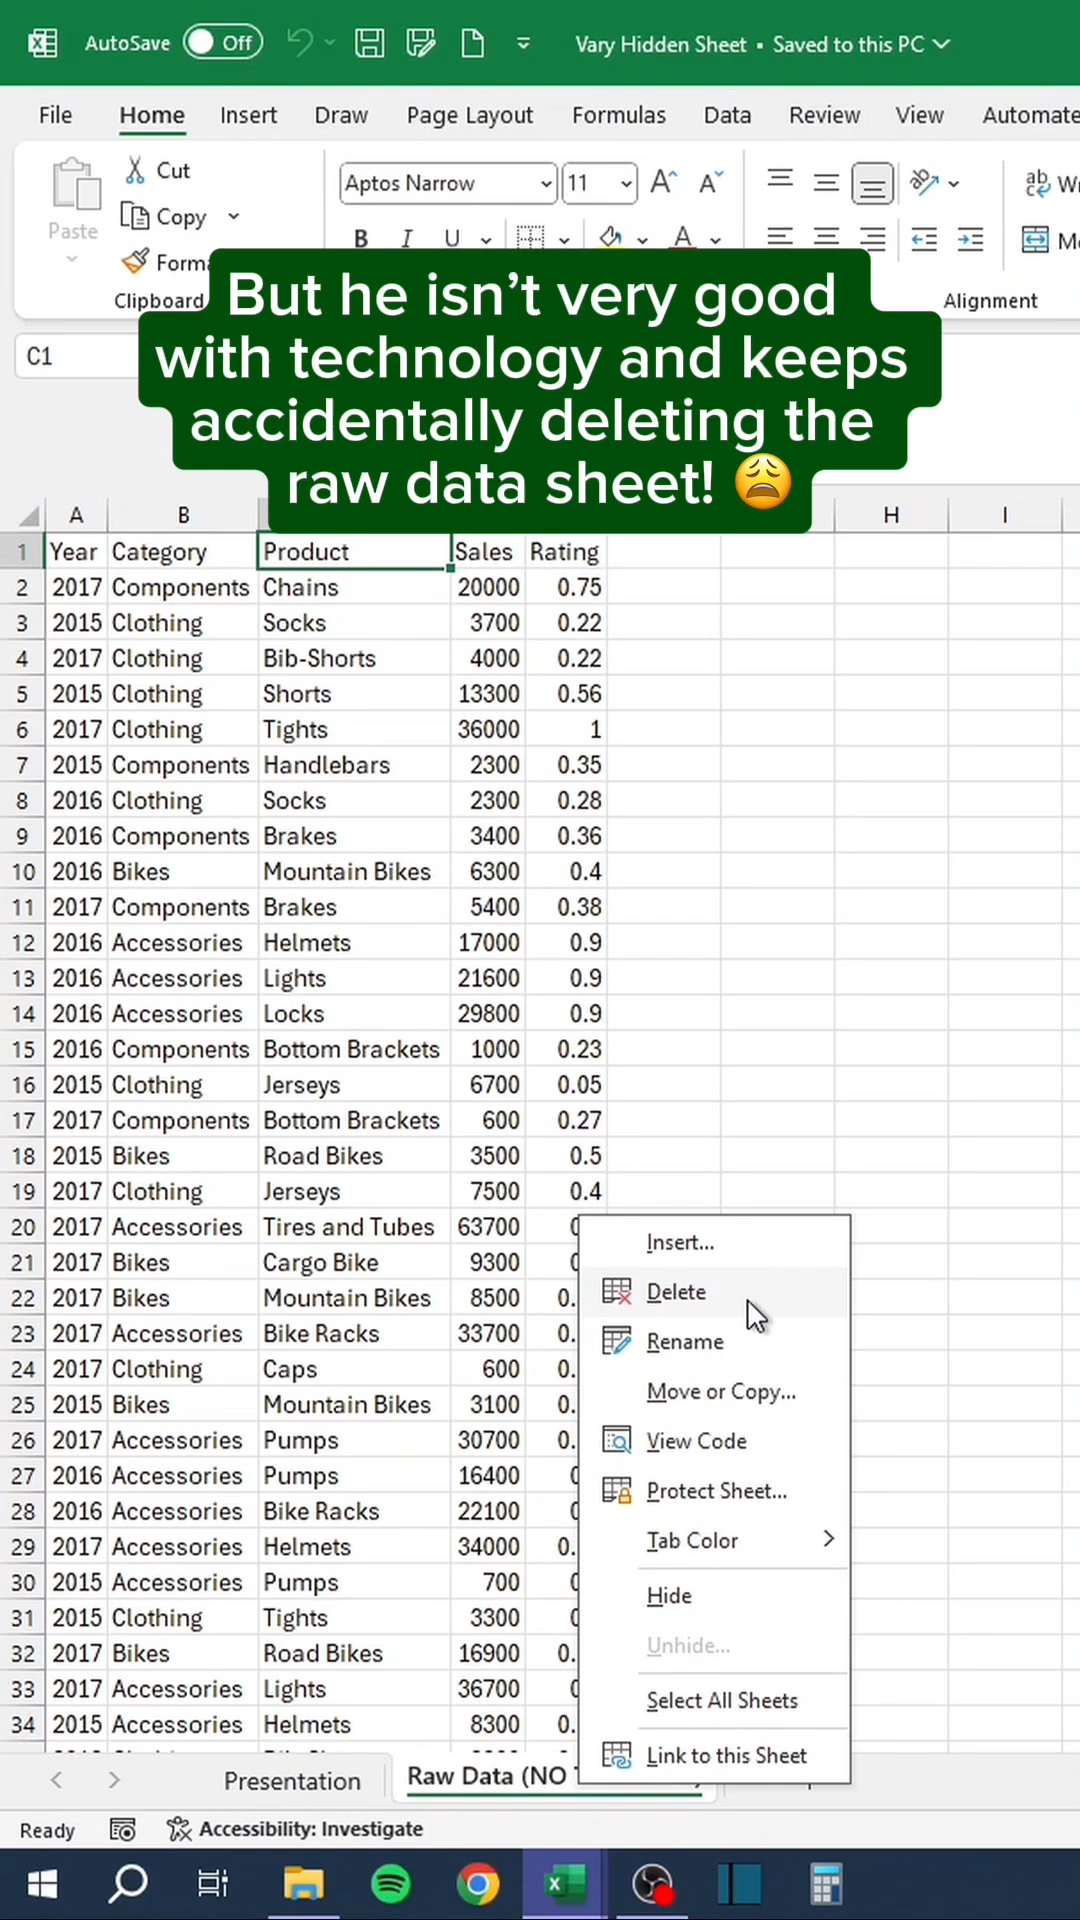 AutoSave Off Vary Hidden Sheet • Saved to this PC
File Home Insert Draw Page Layout Formulas Data Review View Automate
Cut
Aptos Narrow 11
Copy
Paste
B I U A
Clipboard
Alignment
But he isn’t very good
with technology and keeps
accidentally deleting the
raw data sheet! 😩
C1
A B H I
1 Year Category Product Sales Rating
2 2017 Components Chains 20000 0.75
3 2015 Clothing Socks 3700 0.22
4 2017 Clothing Bib-Shorts 4000 0.22
5 2015 Clothing Shorts 13300 0.56
6 2017 Clothing Tights 36000 1
7 2015 Components Handlebars 2300 0.35
8 2016 Clothing Socks 2300 0.28
9 2016 Components Brakes 3400 0.36
10 2016 Bikes Mountain Bikes 6300 0.4
11 2017 Components Brakes 5400 0.38
12 2016 Accessories Helmets 17000 0.9
13 2016 Accessories Lights 21600 0.9
14 2016 Accessories Locks 29800 0.9
15 2016 Components Bottom Brackets 1000 0.23
16 2015 Clothing Jerseys 6700 0.05
17 2017 Components Bottom Brackets 600 0.27
18 2015 Bikes Road Bikes 3500 0.5
19 2017 Clothing Jerseys 7500 0.4
20 2017 Accessories Tires and Tubes 63700
21 2017 Bikes Cargo Bike 9300
22 2017 Bikes Mountain Bikes 8500
23 2017 Accessories Bike Racks 33700
24 2017 Clothing Caps 600
25 2015 Bikes Mountain Bikes 3100
26 2017 Accessories Pumps 30700
27 2016 Accessories Pumps 16400
28 2016 Accessories Bike Racks 22100
29 2017 Accessories Helmets 34000
30 2015 Accessories Pumps 700
31 2015 Clothing Tights 3300
32 2017 Bikes Road Bikes 16900
33 2017 Accessories Lights 36700
34 2015 Accessories Helmets 8300
Insert...
Delete
Rename
Move or Copy...
View Code
Protect Sheet...
Tab Color
Hide
Unhide...
Select All Sheets
Link to this Sheet
Presentation Raw Data (NO
Ready Accessibility: Investigate